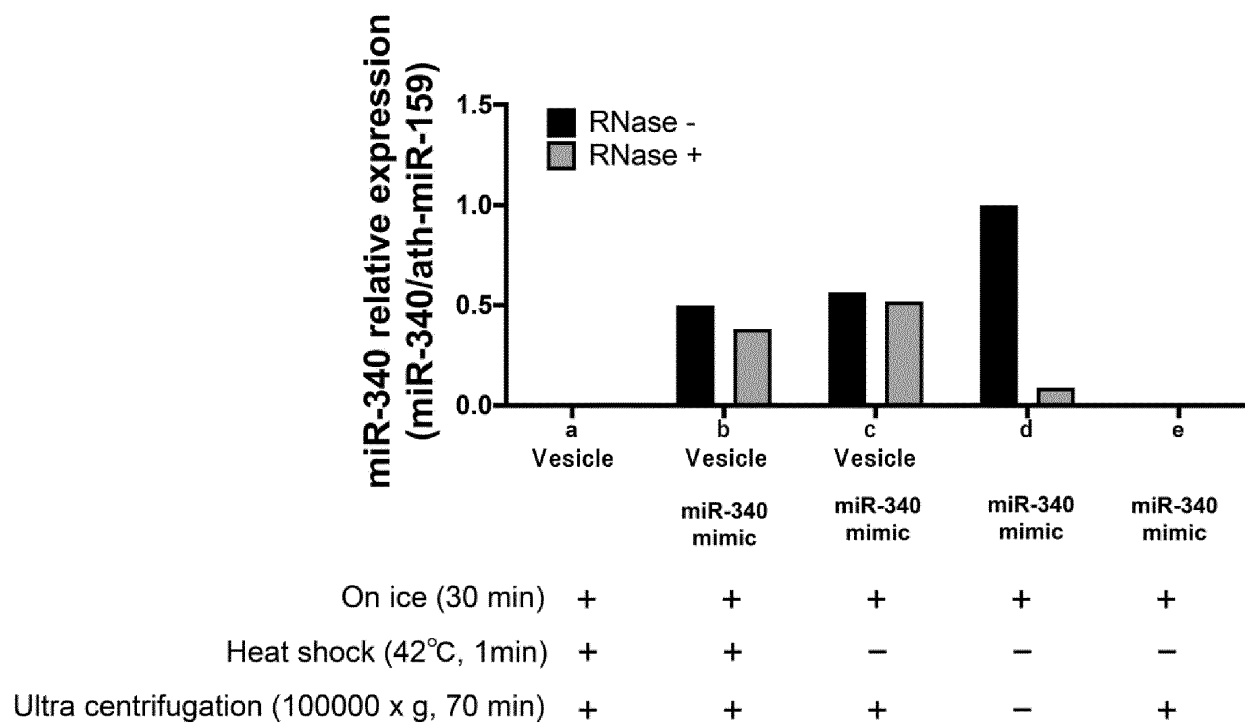 miR-340 relative expression
(miR-340/ath-miR-159)
1.5
1.0
0.5
0.0
RNase -
RNase +
a b c d e
Vesicle Vesicle Vesicle
miR-340 miR-340 miR-340 miR-340
mimic mimic mimic mimic
On ice (30 min) + + + + +
Heat shock (42℃, 1min) + + − − −
Ultra centrifugation (100000 x g, 70 min) + + + − +